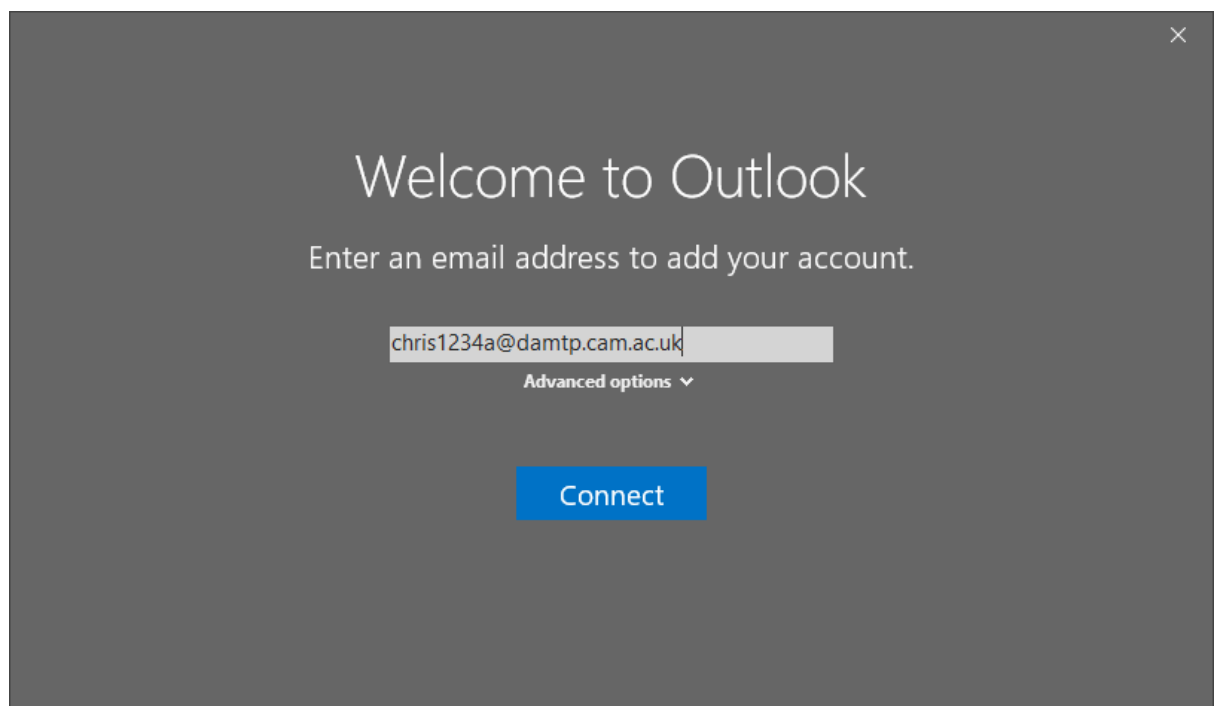 Welcome to Outlook
Enter an email address to add your account.
chris1234a@damtp.cam.ac.uk
Advanced options
Connect